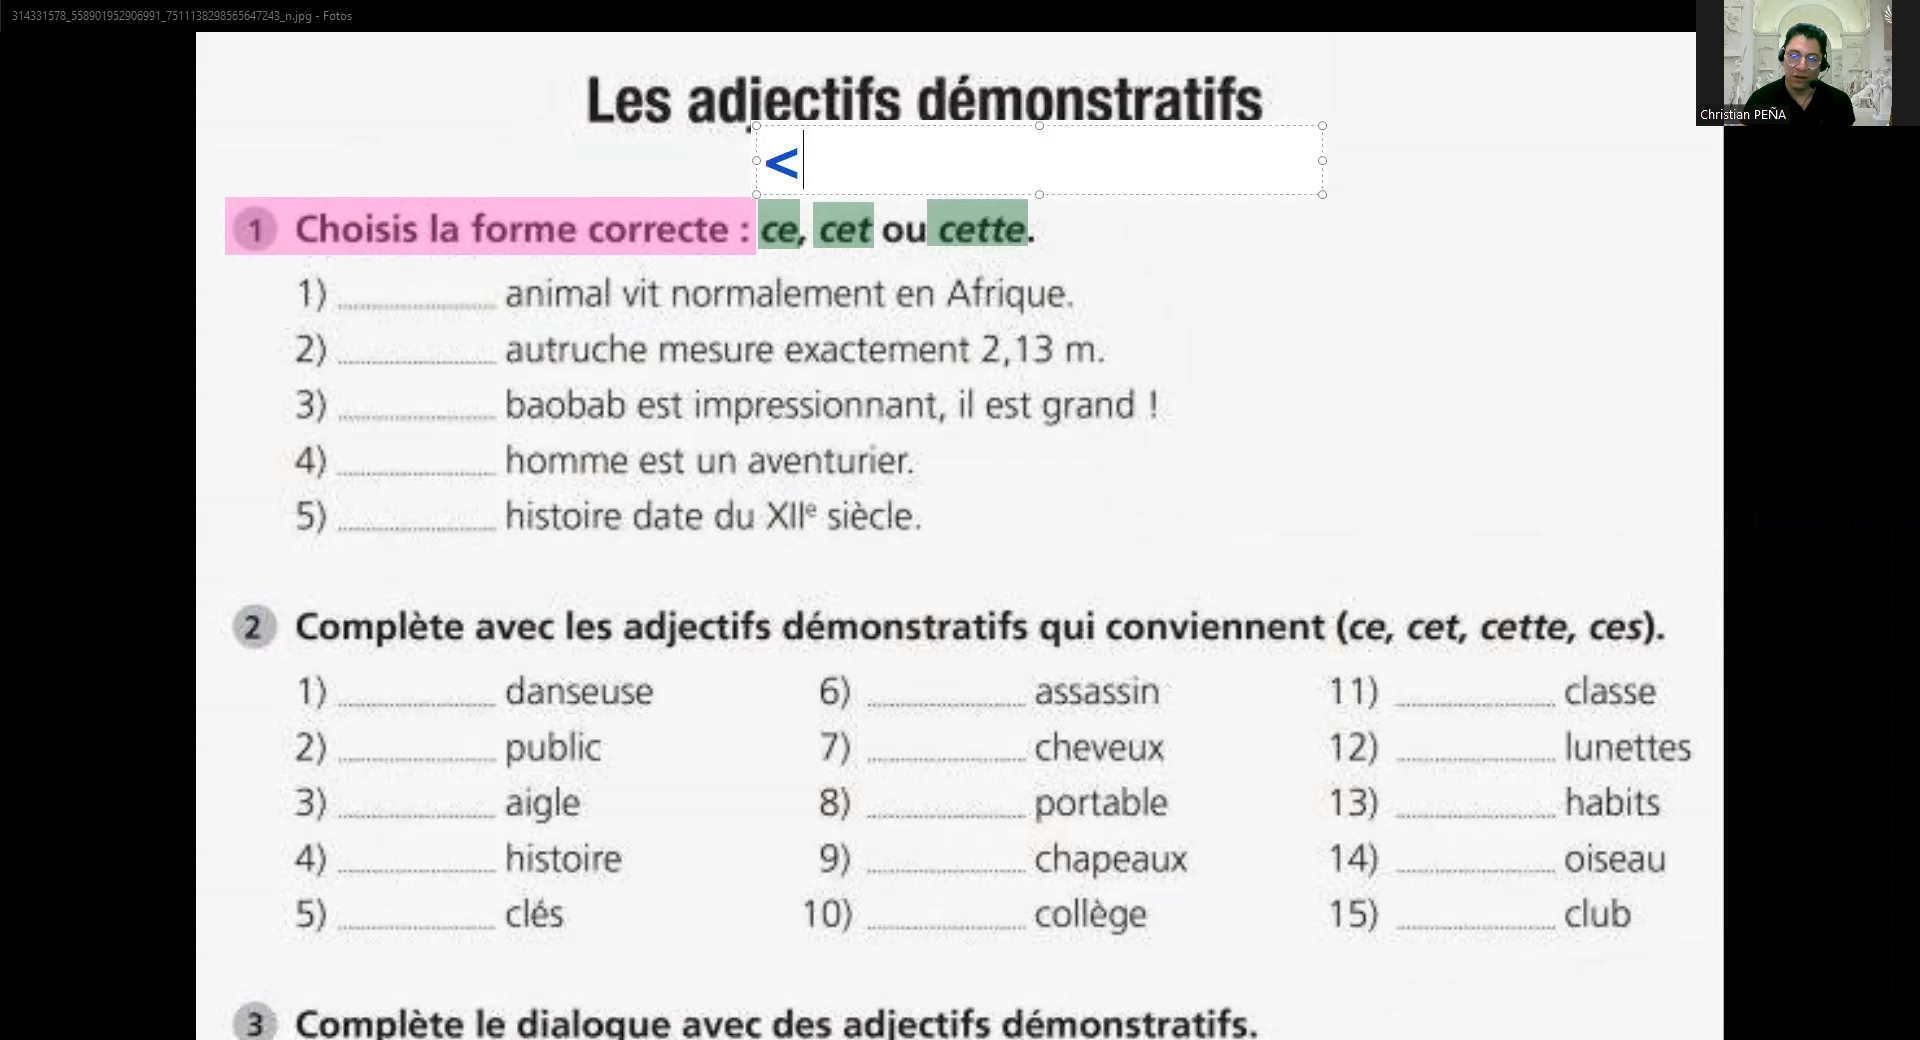 314331578_558901952906991_7511138298565647243_n.jpg - Fotos
Christian PEÑA
Les adjectifs démonstratifs
<
1 Choisis la forme correcte : ce, cet ou cette.
1) ............ animal vit normalement en Afrique.
2) ............ autruche mesure exactement 2,13 m.
3) ............ baobab est impressionnant, il est grand !
4) ............ homme est un aventurier.
5) ............ histoire date du XIIe siècle.
2 Complète avec les adjectifs démonstratifs qui conviennent (ce, cet, cette, ces).
1) ............ danseuse 6) ............ assassin 11) ............ classe
2) ............ public 7) ............ cheveux 12) ............ lunettes
3) ............ aigle 8) ............ portable 13) ............ habits
4) ............ histoire 9) ............ chapeaux 14) ............ oiseau
5) ............ clés 10) ............ collège 15) ............ club
3 Complète le dialogue avec des adjectifs démonstratifs.